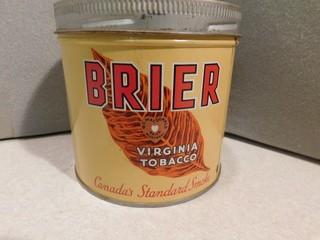 BRIER
VIRGINIA
TOBACCO
Canada's Standard Smoke